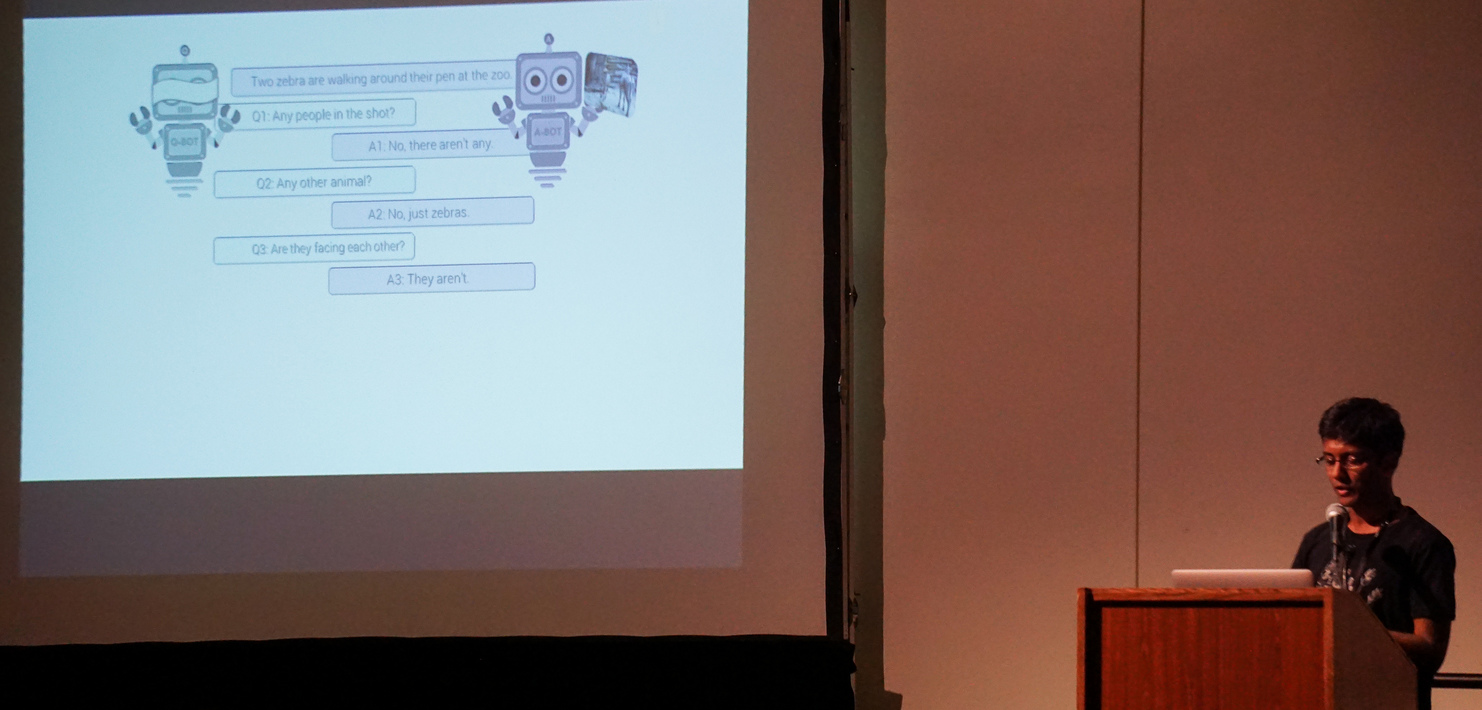 Two zebra are walking around their pen at the zoo.
Q1: Any people in the shot?
Q-BOT
A-BOT
A1: No, there aren't any.
Q2: Any other animal?
A2: No, just zebras.
Q3: Are they facing each other?
A3: They aren't.